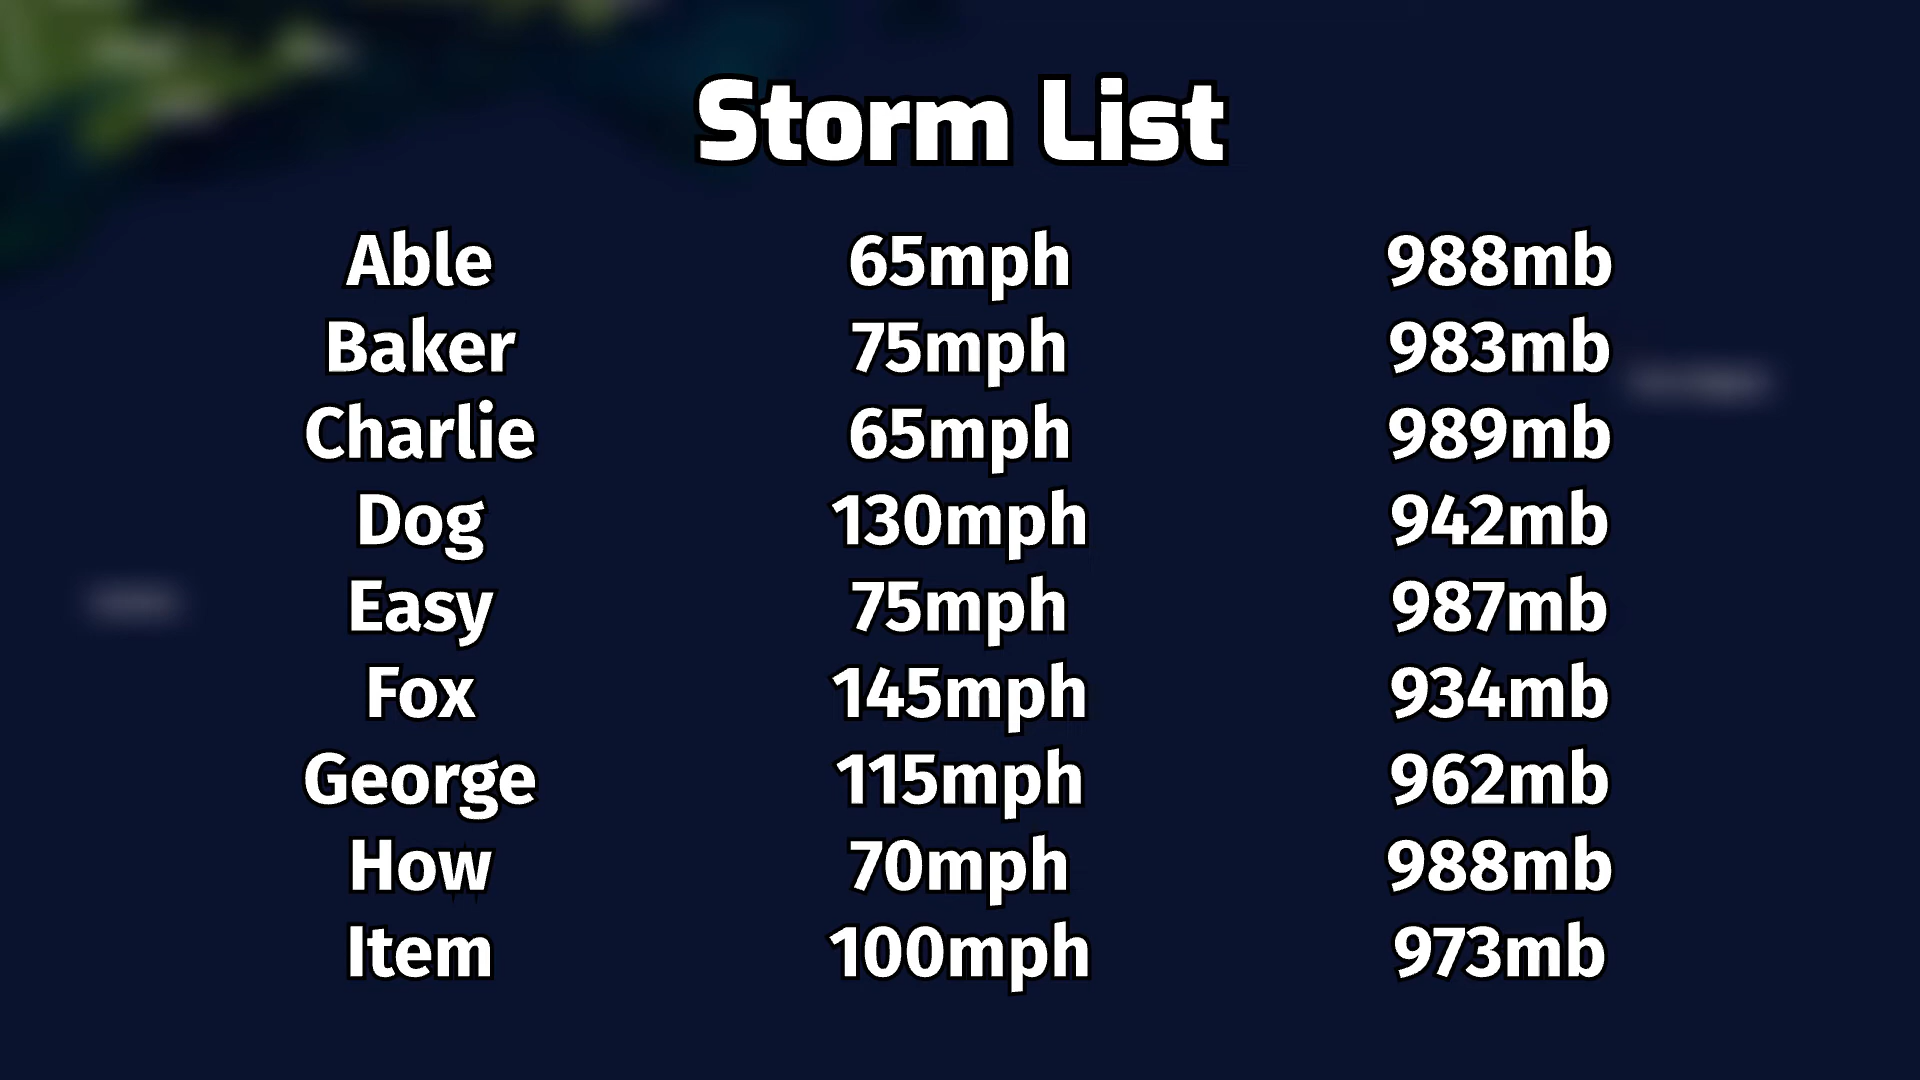 Storm List
Able 65mph 988mb
Baker 75mph 983mb
Charlie 65mph 989mb
Dog 130mph 942mb
Easy 75mph 987mb
Fox 145mph 934mb
George 115mph 962mb
How 70mph 988mb
Item 100mph 973mb